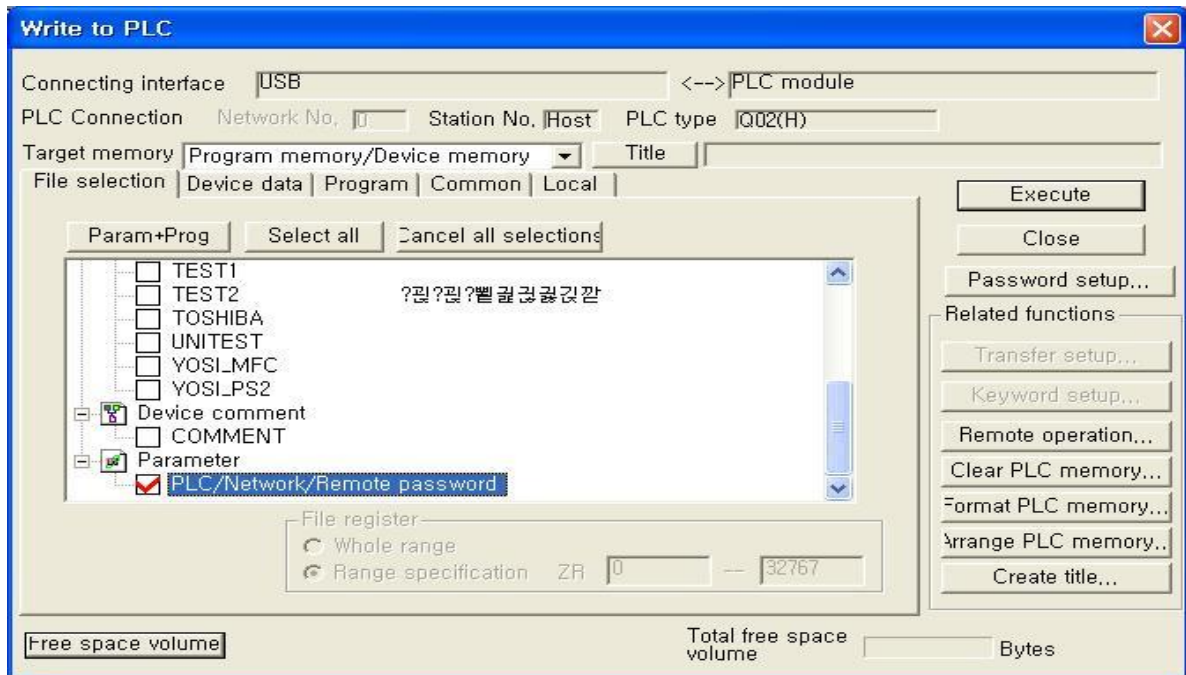 Write to PLC
Connecting interface USB <--> PLC module
PLC Connection Network No. 0 Station No. Host PLC type Q02(H)
Target memory Program memory/Device memory Title
File selection Device data Program Common Local
Execute
Param+Prog Select all Cancel all selections
Close
TEST1
Password setup...
TEST2
TOSHIBA
Related functions
UNITEST
Transfer setup...
YOSI_MFC
YOSI_PS2
Keyword setup...
Device comment
COMMENT
Remote operation...
Parameter
Clear PLC memory...
PLC/Network/Remote password
Format PLC memory...
File register
Whole range
Arrange PLC memory..
Range specification ZR 0 -- 32767
Create title...
Free space volume
Total free space
volume
Bytes